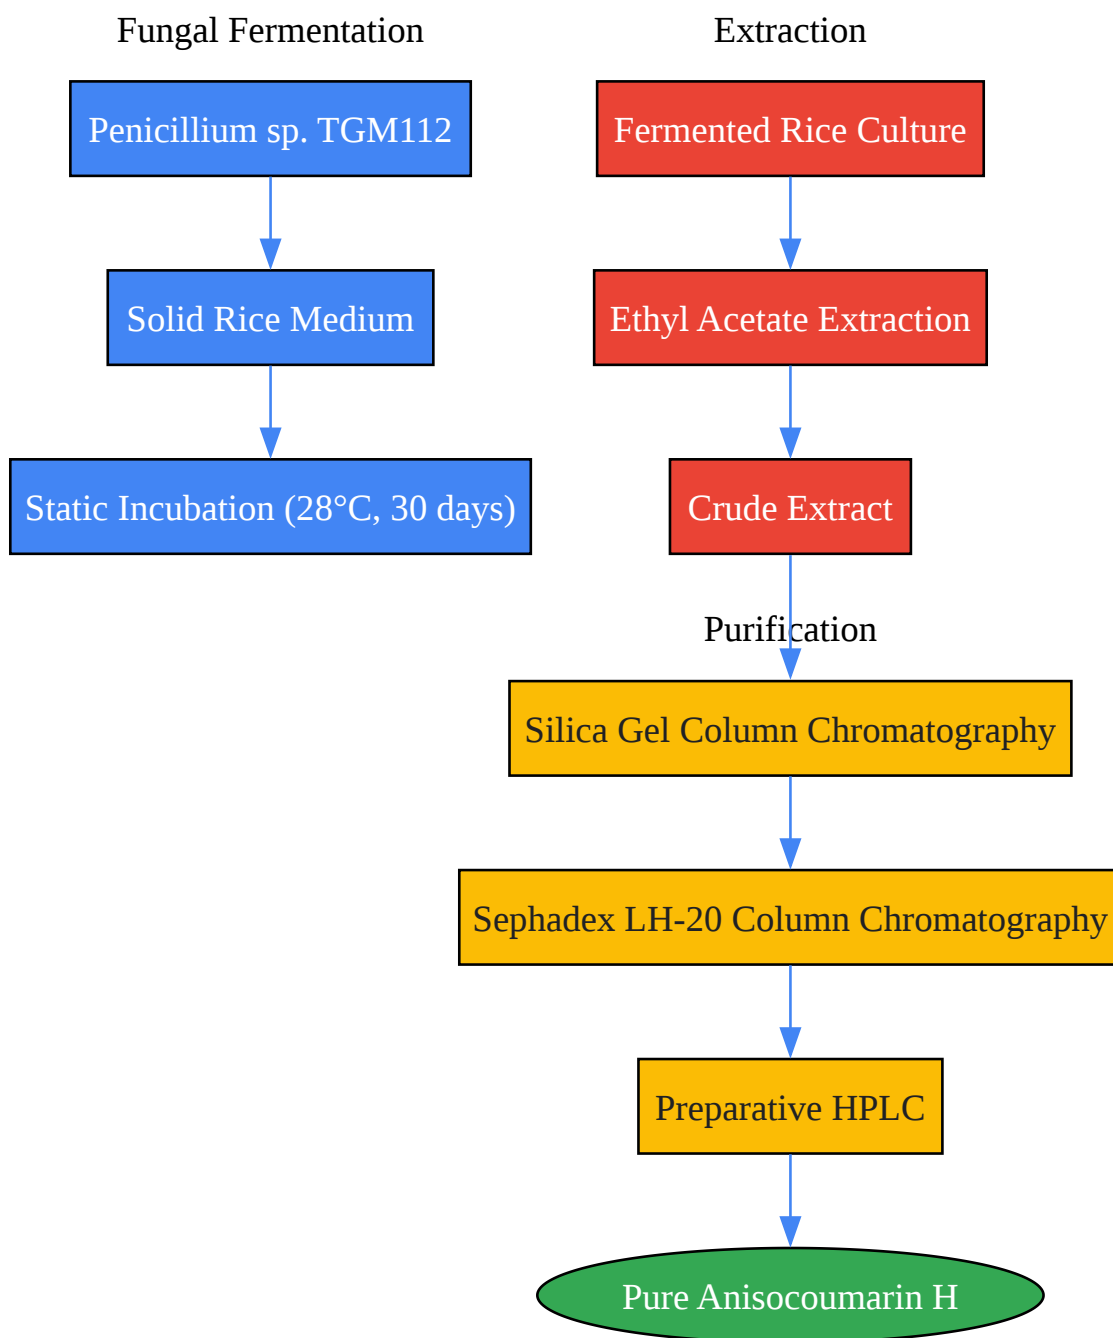 Fungal Fermentation
Penicillium sp. TGM112
Solid Rice Medium
Static Incubation (28°C, 30 days)
Extraction
Fermented Rice Culture
Ethyl Acetate Extraction
Crude Extract
Purification
Silica Gel Column Chromatography
Sephadex LH-20 Column Chromatography
Preparative HPLC
Pure Anisocoumarin H